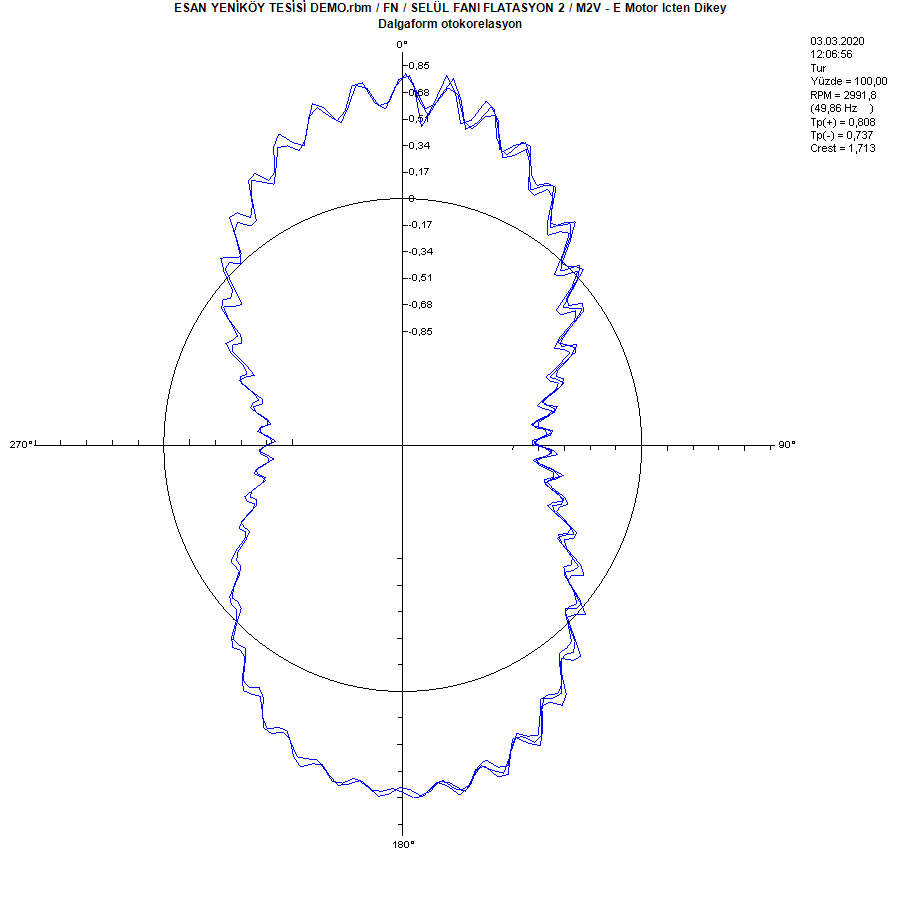 ESAN YENİKÖY TESİSİ DEMO.rbm / FN / SELÜL FANI FLATASYON 2 / M2V - E Motor Icten Dikey
Dalgaform otokorelasyon
0°
03.03.2020
12:06:56
Tur
Yüzde = 100,00
RPM = 2991,8
(49,86 Hz )
Tp(+) = 0,808
Tp(-) = 0,737
Crest = 1,713
0,85
0,68
0,51
0,34
0,17
0
-0,17
-0,34
-0,51
-0,68
-0,85
270°
90°
180°